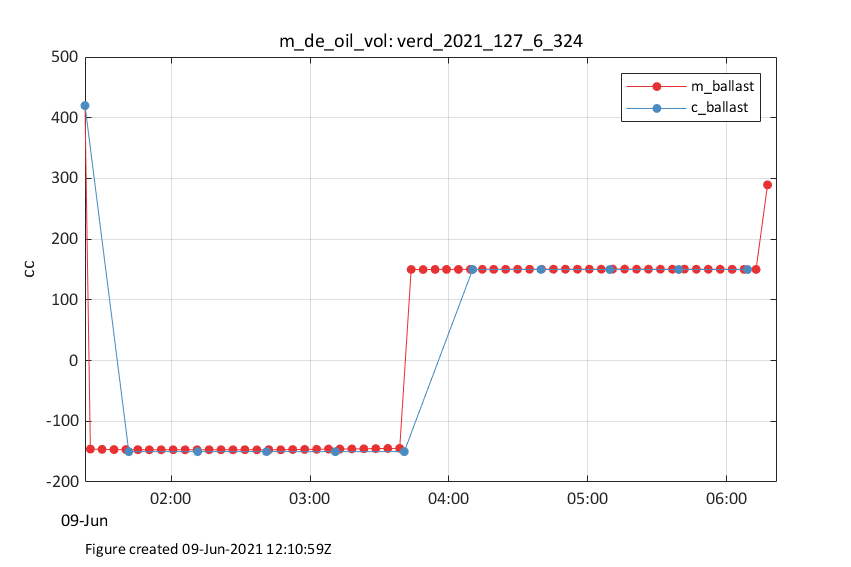 m_de_oil_vol: verd_2021_127_6_324
500
400
300
200
100
0
-100
-200
cc
m_ballast
c_ballast
02:00 03:00 04:00 05:00 06:00
09-Jun
Figure created 09-Jun-2021 12:10:59Z